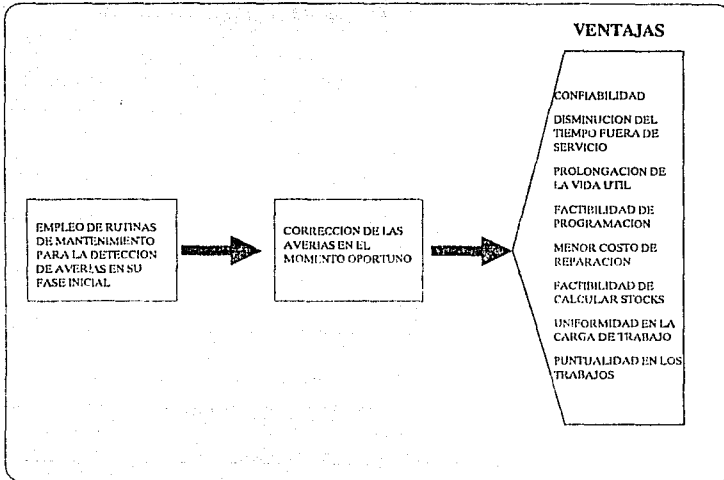 VENTAJAS
EMPLEO DE RUTINAS
DE MANTENIMIENTO
PARA LA DETECCION
DE AVERIAS EN SU
FASE INICIAL
CORRECCION DE LAS
AVERIAS EN EL
MOMENTO OPORTUNO
CONFIABILIDAD
DISMINUCION DEL
TIEMPO FUERA DE
SERVICIO
PROLONGACION DE
LA VIDA UTIL
FACTIBILIDAD DE
PROGRAMACION
MENOR COSTO DE
REPARACION
FACTIBILIDAD DE
CALCULAR STOCKS
UNIFORMIDAD EN LA
CARGA DE TRABAJO
PUNTUALIDAD EN LOS
TRABAJOS